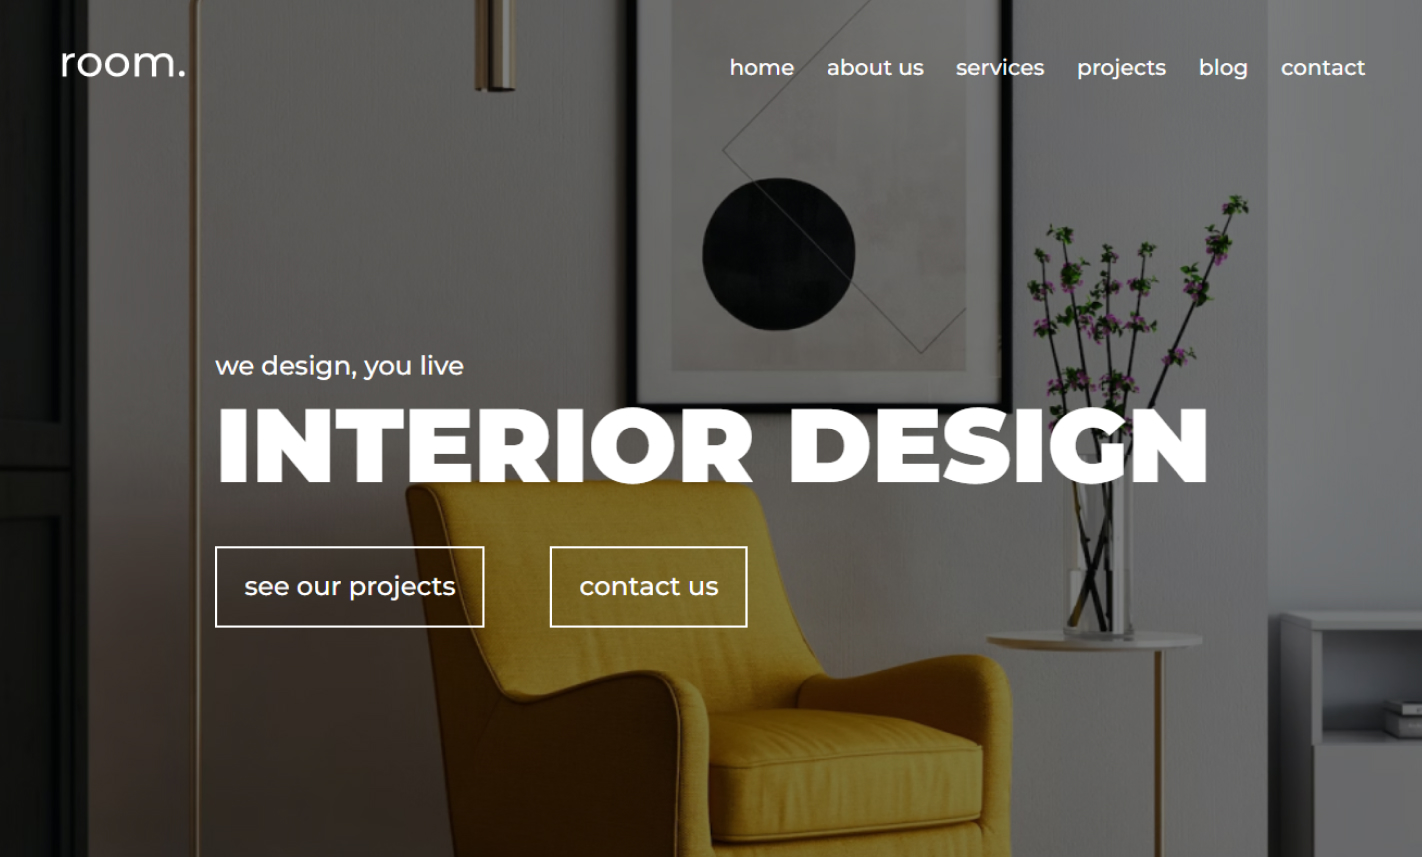 room.
home about us services projects blog contact
we design, you live
INTERIOR DESIGN
see our projects contact us